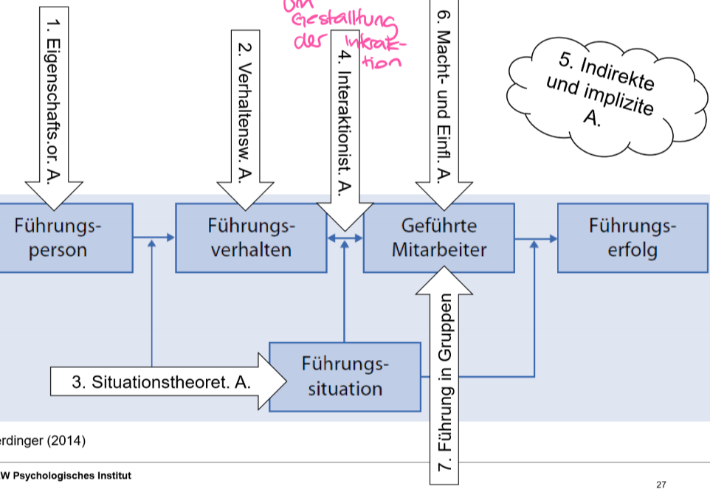 Gestalltung
der Interak-
tion
1. Eigenschafts.or. A.
2. Verhaltensw. A.
4. Interaktionist. A.
6. Macht- und Einfl. A.
5. Indirekte
und implizite
A.
Führungs-
person
Führungs-
verhalten
Geführte
Mitarbeiter
Führungs-
erfolg
3. Situationstheoret. A.
Führungs-
situation
7. Führung in Gruppen
erdinger (2014)
W Psychologisches Institut
27